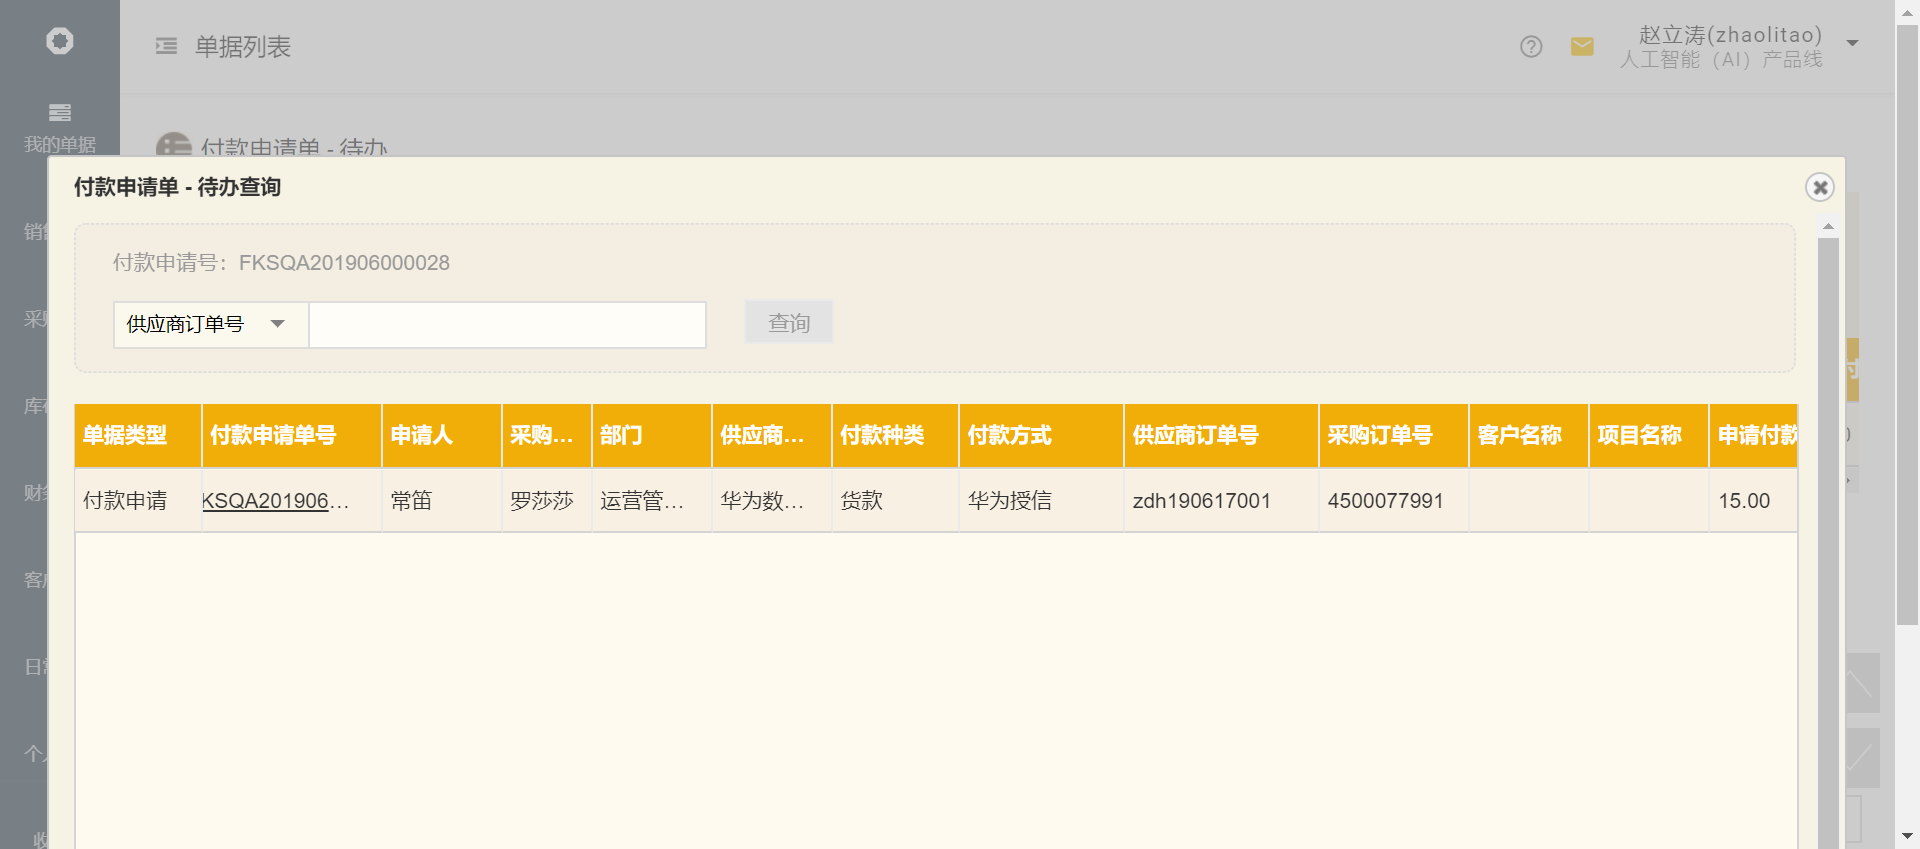 单据列表
赵立涛(zhaolitao)
人工智能（AI）产品线
我的单据
付款申请单 - 待办
付款申请单 - 待办查询
付款申请号：FKSQA201906000028
供应商订单号
查询
单据类型 付款申请单号 申请人 采购... 部门 供应商... 付款种类 付款方式 供应商订单号 采购订单号 客户名称 项目名称 申请付款
付款申请 KSQA201906... 常笛 罗莎莎 运营管... 华为数... 货款 华为授信 zdh190617001 4500077991 15.00
销
采
库
财
客
日
个
收